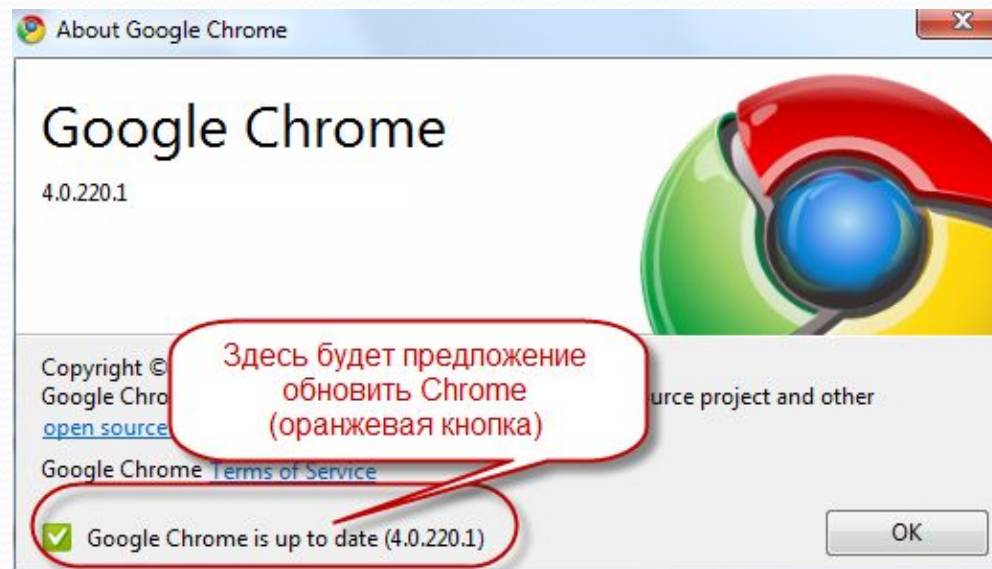 About Google Chrome
Google Chrome
4.0.220.1
Здесь будет предложение
обновить Chrome
(оранжевая кнопка)
Copyright ©
Google Chro urce project and other
open source
Google Chrome Terms of Service
Google Chrome is up to date (4.0.220.1)
OK